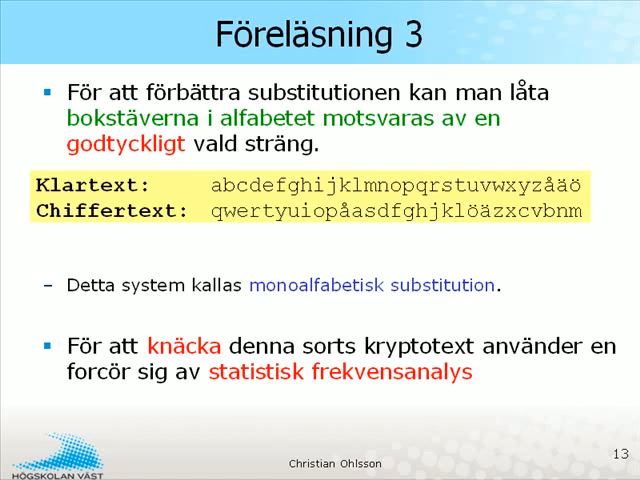 Föreläsning 3
För att förbättra substitutionen kan man låta
bokstäverna i alfabetet motsvaras av en
godtyckligt vald sträng.
Klartext: abcdefghijklmnopqrstuvwxyzåäö
Chiffertext: qwertyuiopåasdfghjklöäzxcvbnm
– Detta system kallas monoalfabetisk substitution.
För att knäcka denna sorts kryptotext använder en
forcör sig av statistisk frekvensanalys
13
Christian Ohlsson
HÖGSKOLAN VÄST